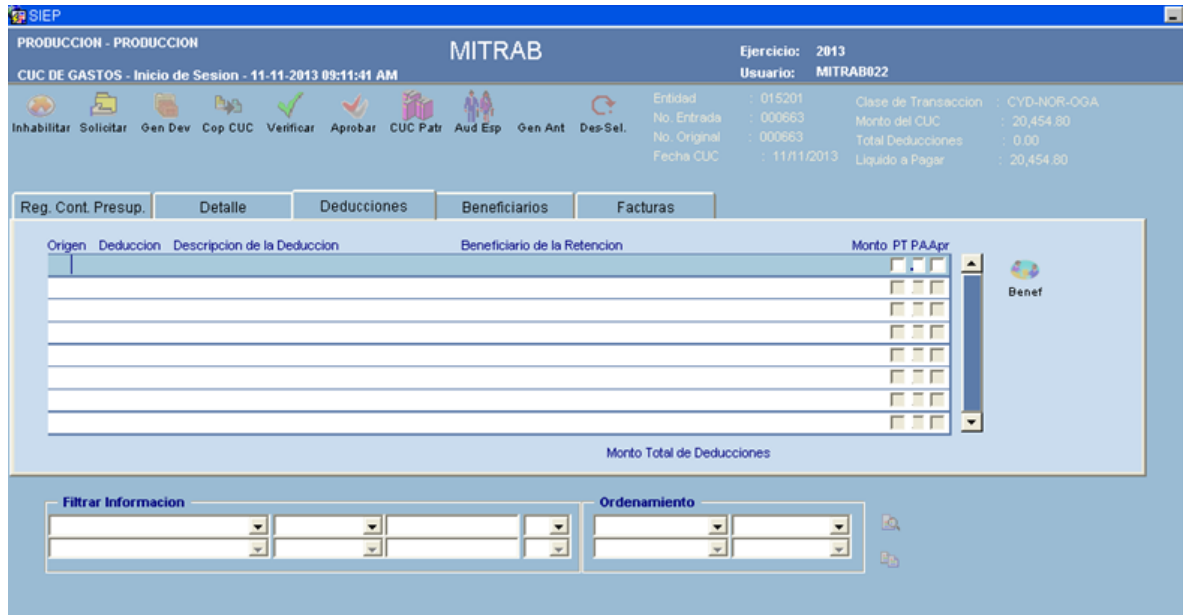 SIEP
PRODUCCION - PRODUCCION
MITRAB
Ejercicio: 2013
CUC DE GASTOS - Inicio de Sesion - 11-11-2013 09:11:41 AM
Usuario: MITRAB022
Inhabilitar Solicitar Gen Dev Cop CUC Verificar Aprobar CUC Patr Aud Esp Gen Ant Des-Sel.
Entidad : 015201
No. Entrada : 000663
No. Original : 000663
Fecha CUC : 11/11/2013
Clase de Transaccion : CYD-NOR-OGA
Monto del CUC : 20,454.80
Total Deducciones : 0.00
Liquido a Pagar : 20,454.80
Reg. Cont. Presup. Detalle Deducciones Beneficiarios Facturas
Origen Deduccion Descripcion de la Deduccion Beneficiario de la Retencion Monto PT PA Apr
Benef
Monto Total de Deducciones
Filtrar Informacion
Ordenamiento